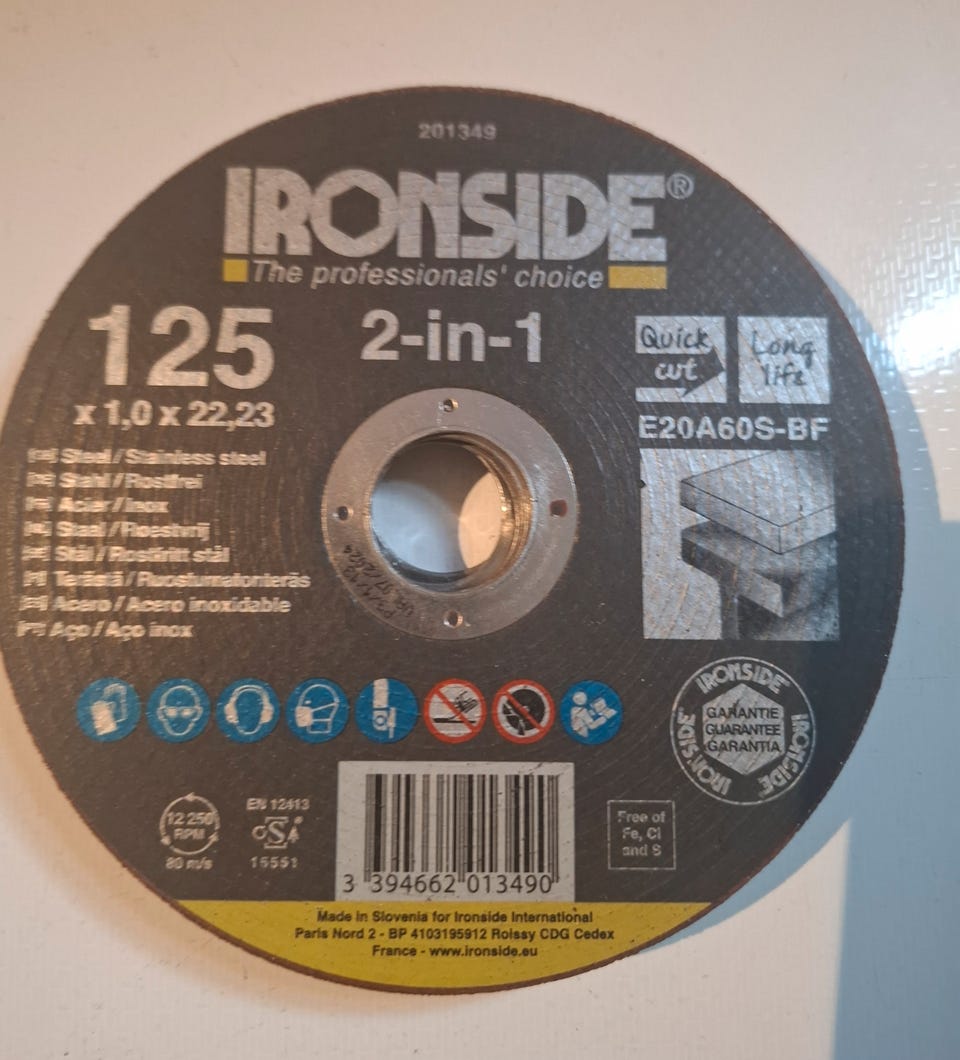 201349
IRONSIDE®
The professionals' choice
125
2-in-1
x 1,0 x 22,23
Quick
cut
Long
life
E20A60S-BF
Steel / Stainless steel
Stahl / Rostfrei
Acier / Inox
Staal / Roestvrij
Stål / Rostfritt stål
Terästä / Ruostumatonteräs
Acero / Acero inoxidable
Aço / Aço inox
07/2024
IRONSIDE
GARANTIE
GUARANTEE
GARANTIA
IRONSIDE
IRONSIDE
12 250
RPM
80 m/s
EN 12413
oSa
15551
Free of
Fe, Cl
and S
3 394662 013490
Made in Slovenia for Ironside International
Paris Nord 2 - BP 4103195912 Roissy CDG Cedex
France - www.ironside.eu